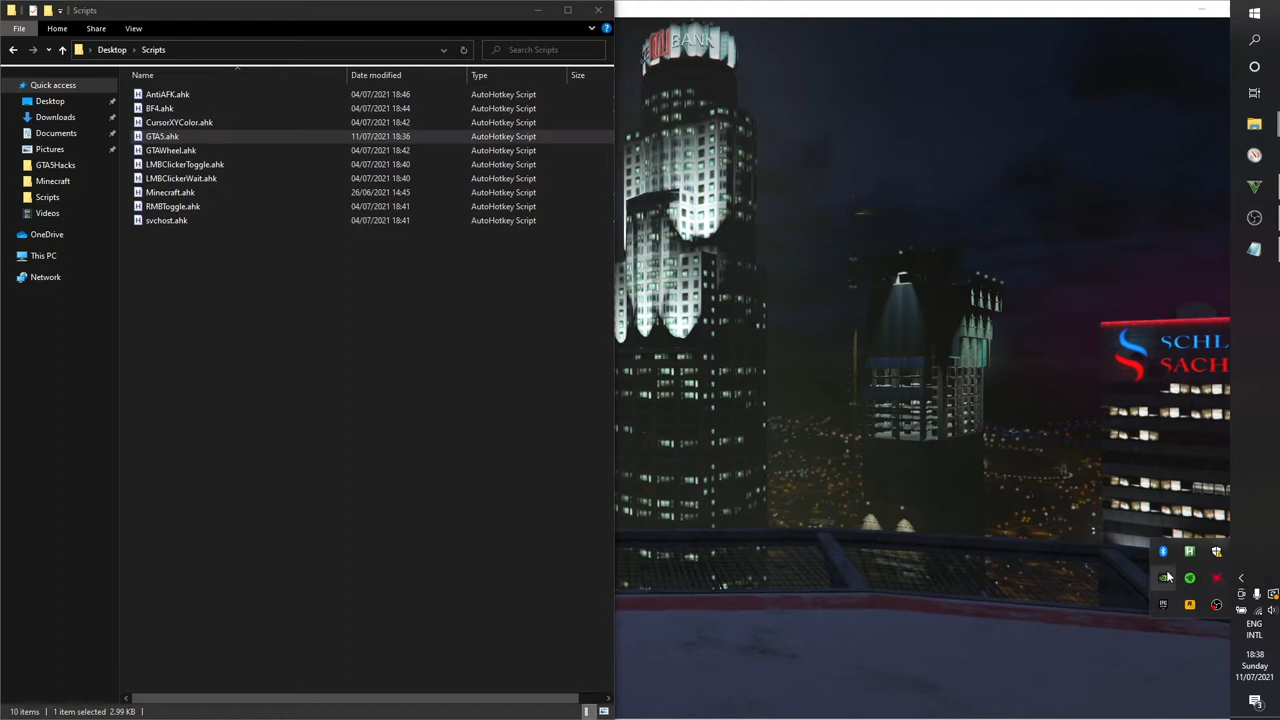 Scripts
File Home Share View
Desktop Scripts
Search Scripts
Name Date modified Type Size
Quick access
Desktop
Downloads
Documents
Pictures
GTA5Hacks
Minecraft
Scripts
Videos
OneDrive
This PC
Network
AntiAFK.ahk 04/07/2021 18:46 AutoHotkey Script
BF4.ahk 04/07/2021 18:44 AutoHotkey Script
CursorXYColor.ahk 04/07/2021 18:42 AutoHotkey Script
GTA5.ahk 11/07/2021 18:36 AutoHotkey Script
GTAWheel.ahk 04/07/2021 18:42 AutoHotkey Script
LMBClickerToggle.ahk 04/07/2021 18:40 AutoHotkey Script
LMBClickerWait.ahk 04/07/2021 18:40 AutoHotkey Script
Minecraft.ahk 26/06/2021 14:45 AutoHotkey Script
RMBToggle.ahk 04/07/2021 18:41 AutoHotkey Script
svchost.ahk 04/07/2021 18:41 AutoHotkey Script
10 items 1 item selected 2.99 KB
BANK
SCHL
SACH
ENG
INTL
18:38
Sunday
11/07/2021
3